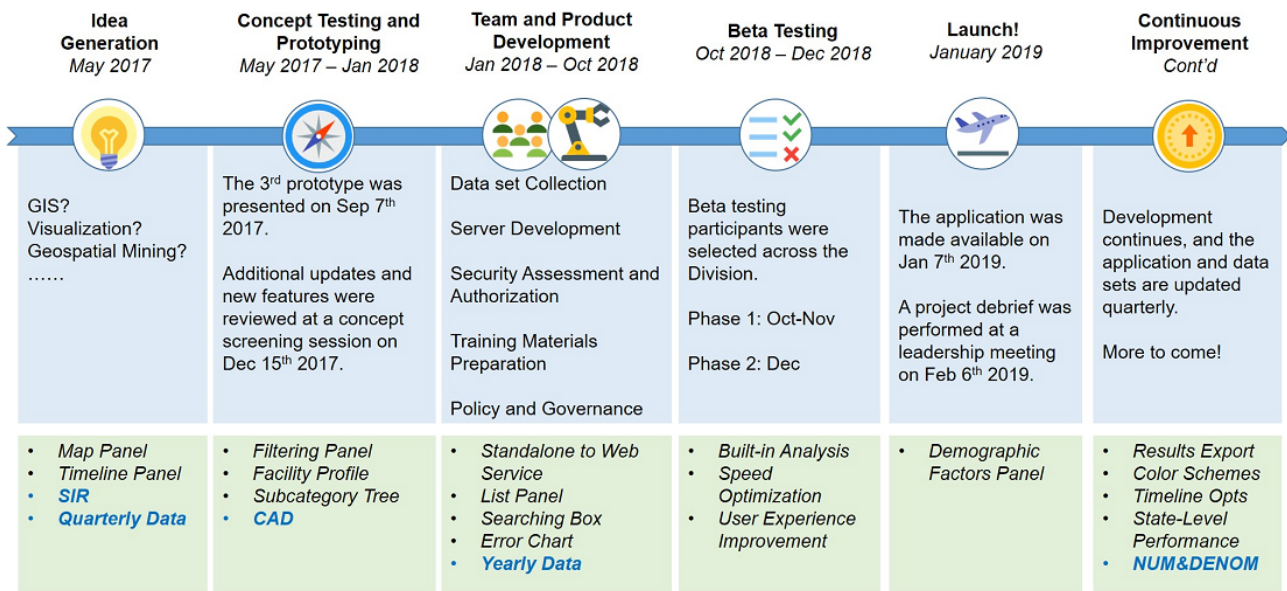 Idea
Generation
May 2017
Concept Testing and
Prototyping
May 2017 – Jan 2018
Team and Product
Development
Jan 2018 – Oct 2018
Beta Testing
Oct 2018 – Dec 2018
Launch!
January 2019
Continuous
Improvement
Cont’d
GIS?
Visualization?
Geospatial Mining?
……
The 3rd prototype was
presented on Sep 7th
2017.
Additional updates and
new features were
reviewed at a concept
screening session on
Dec 15th 2017.
Data set Collection
Server Development
Security Assessment and
Authorization
Training Materials
Preparation
Policy and Governance
Beta testing
participants were
selected across the
Division.
Phase 1: Oct-Nov
Phase 2: Dec
The application was
made available on
Jan 7th 2019.
A project debrief was
performed at a
leadership meeting
on Feb 6th 2019.
Development
continues, and the
application and data
sets are updated
quarterly.
More to come!
• Map Panel
• Timeline Panel
• SIR
• Quarterly Data
• Filtering Panel
• Facility Profile
• Subcategory Tree
• CAD
• Standalone to Web
Service
• List Panel
• Searching Box
• Error Chart
• Yearly Data
• Built-in Analysis
• Speed
Optimization
• User Experience
Improvement
• Demographic
Factors Panel
• Results Export
• Color Schemes
• Timeline Opts
• State-Level
Performance
• NUM&DENOM